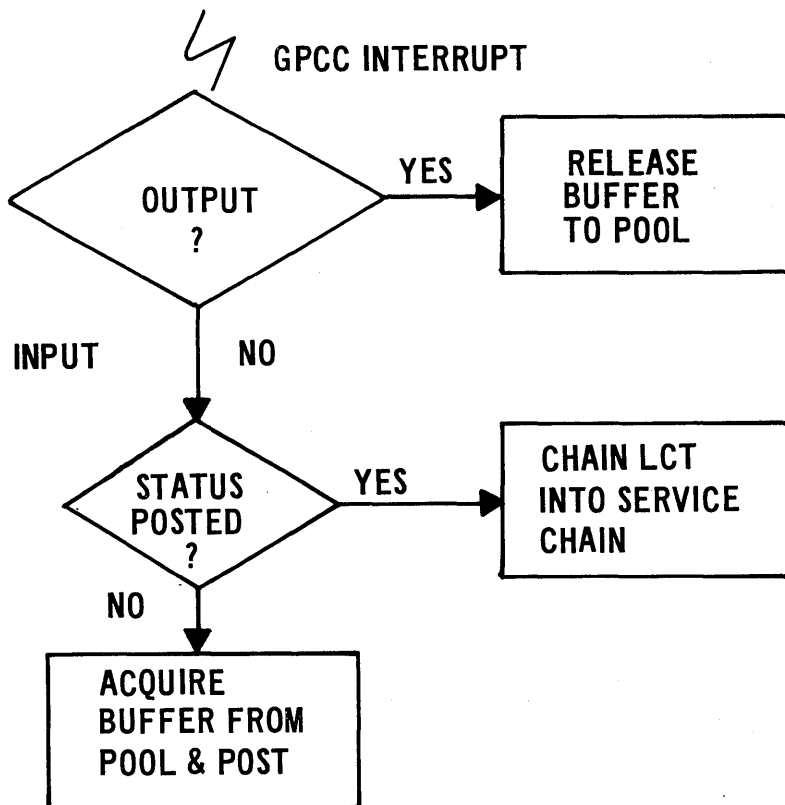 GPCC INTERRUPT
OUTPUT
?
YES
RELEASE
BUFFER
TO POOL
INPUT
NO
STATUS
POSTED
?
YES
CHAIN LCT
INTO SERVICE
CHAIN
NO
ACQUIRE
BUFFER FROM
POOL & POST